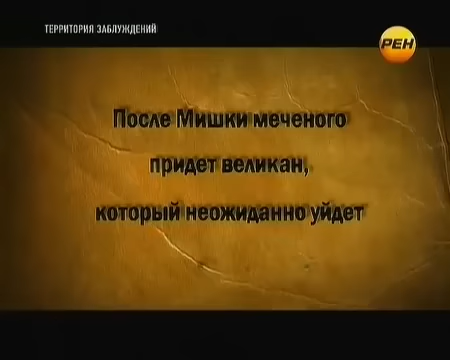 ТЕРРИТОРИЯ ЗАБЛУЖДЕНИЙ
РЕН
После Мишки меченого
придет великан,
который неожиданно уйдет